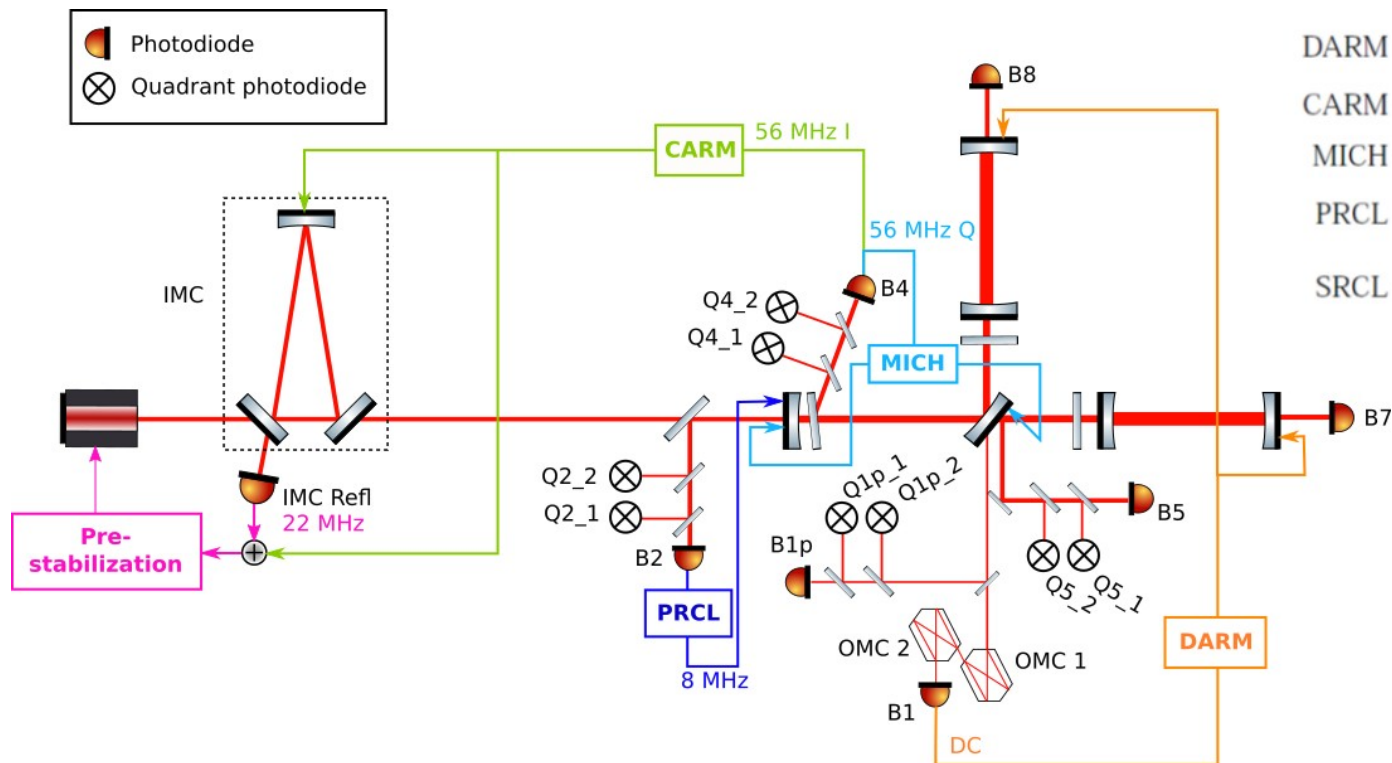 Photodiode
Quadrant photodiode
DARM
CARM
MICH
PRCL
SRCL
B8
CARM
56 MHz I
56 MHz Q
IMC
Q4_2
Q4_1
B4
MICH
B7
IMC Refl
22 MHz
Pre-
stabilization
Q2_2
Q2_1
B2
PRCL
8 MHz
Q1p_1
Q1p_2
B1p
B5
Q5_2
Q5_1
OMC 2
OMC 1
B1
DARM
DC